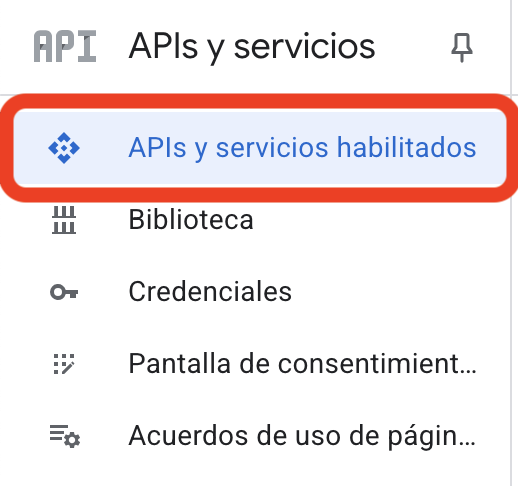 API APIs y servicios
APIs y servicios habilitados
Biblioteca
Credenciales
Pantalla de consentimient...
Acuerdos de uso de págin...